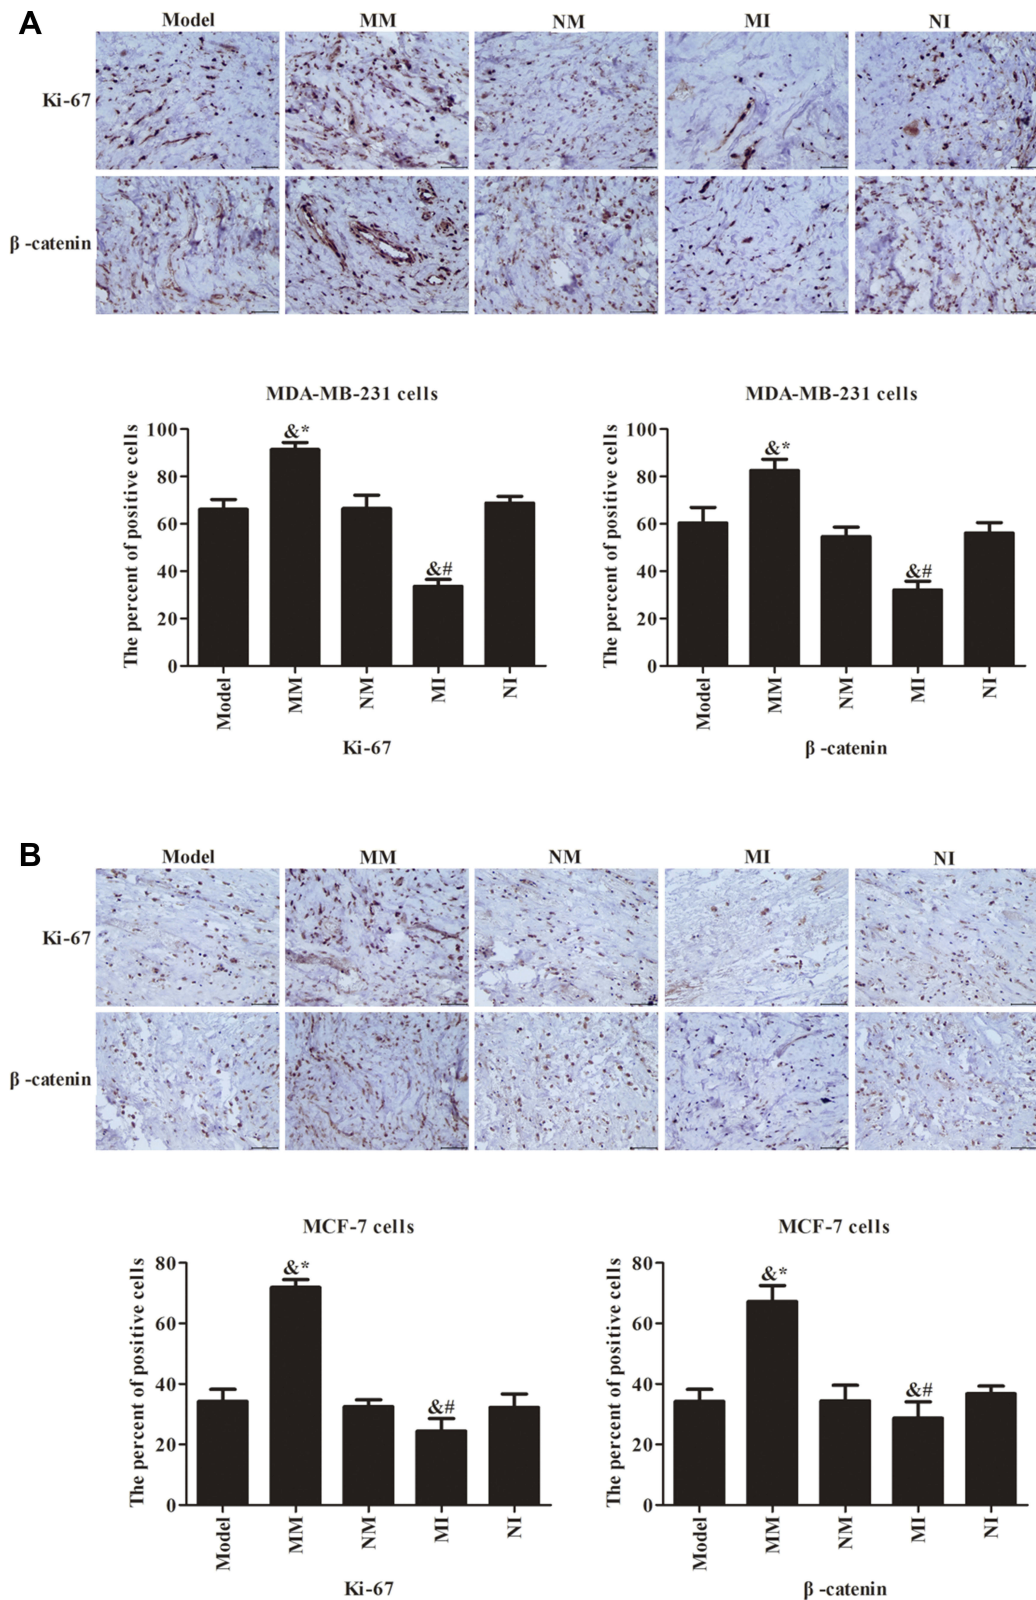 A
Model MM NM MI NI
Ki-67
β -catenin
MDA-MB-231 cells
The percent of positive cells
100
80
60
40
20
0
&*
&#
Model MM NM MI NI
Ki-67
MDA-MB-231 cells
The percent of positive cells
100
80
60
40
20
0
&*
&#
Model MM NM MI NI
β -catenin
B
Model MM NM MI NI
Ki-67
β -catenin
MCF-7 cells
The percent of positive cells
80
60
40
20
0
&*
&#
Model MM NM MI NI
Ki-67
MCF-7 cells
The percent of positive cells
80
60
40
20
0
&*
&#
Model MM NM MI NI
β -catenin